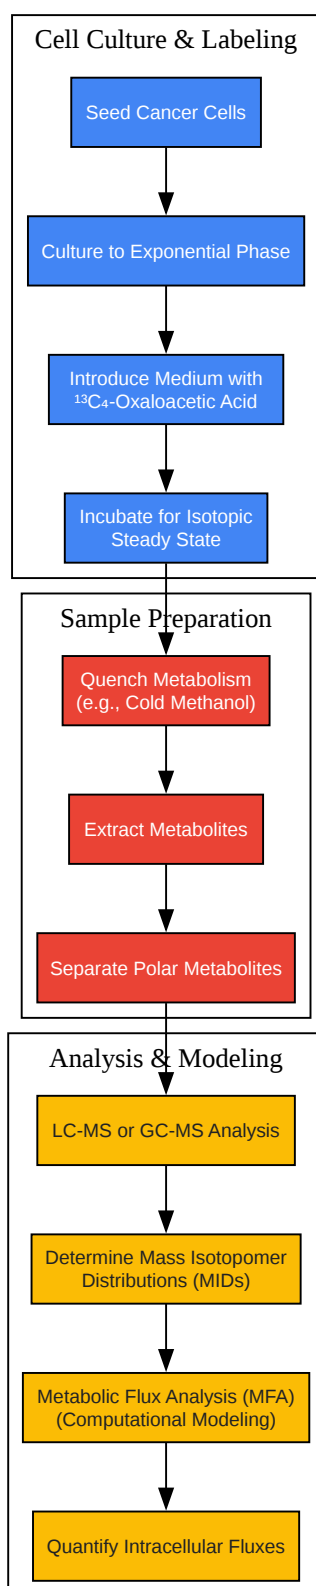 Cell Culture & Labeling
Seed Cancer Cells
Culture to Exponential Phase
Introduce Medium with
¹³C₄-Oxaloacetic Acid
Incubate for Isotopic
Steady State
Sample Preparation
Quench Metabolism
(e.g., Cold Methanol)
Extract Metabolites
Separate Polar Metabolites
Analysis & Modeling
LC-MS or GC-MS Analysis
Determine Mass Isotopomer
Distributions (MIDs)
Metabolic Flux Analysis (MFA)
(Computational Modeling)
Quantify Intracellular Fluxes